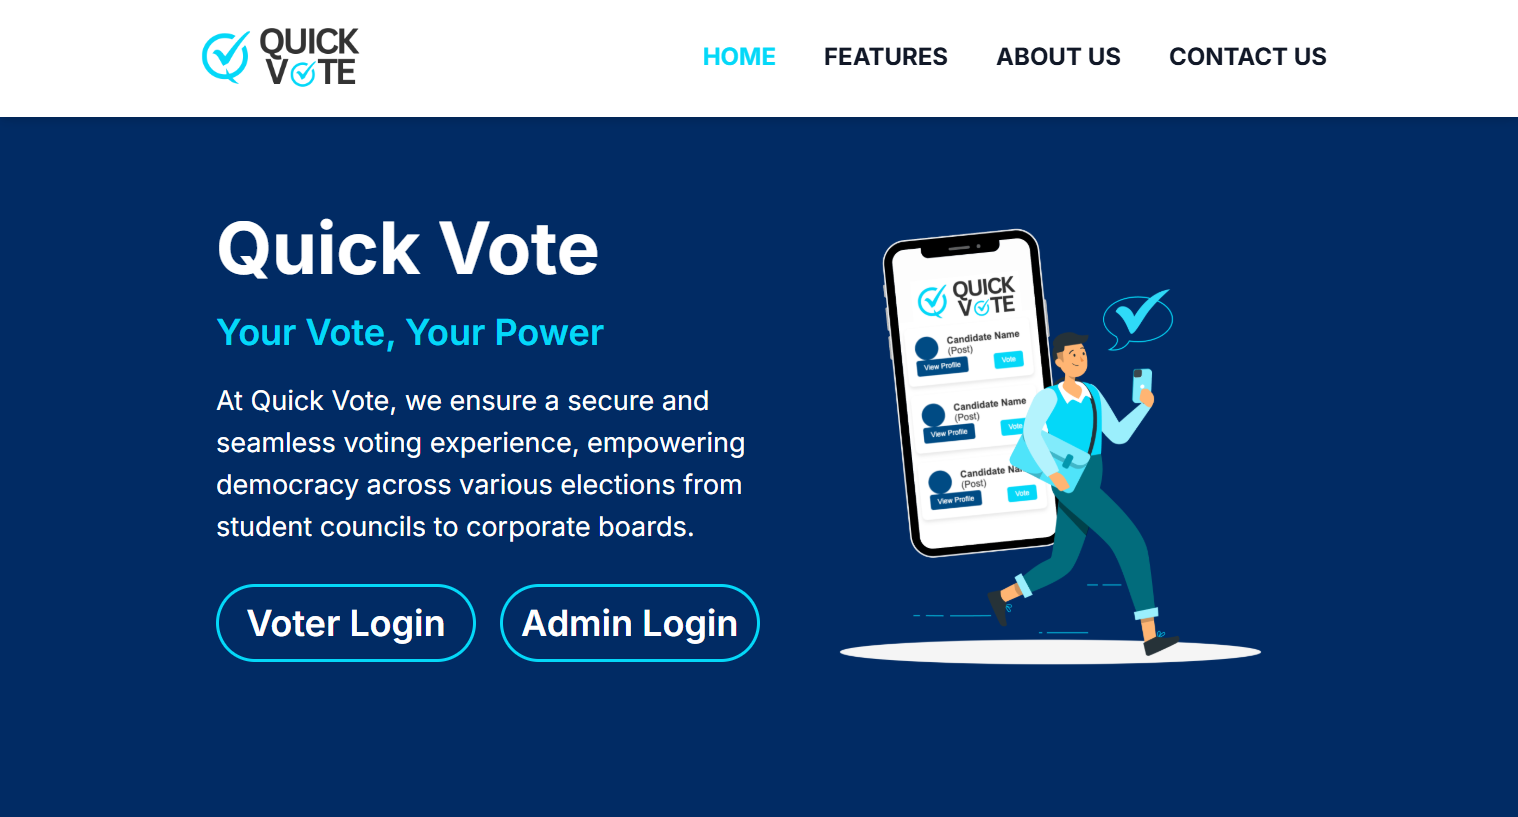 QUICK
VOTE
HOME
FEATURES
ABOUT US
CONTACT US
Quick Vote
Your Vote, Your Power
At Quick Vote, we ensure a secure and
seamless voting experience, empowering
democracy across various elections from
student councils to corporate boards.
Voter Login
Admin Login
QUICK
VOTE
Candidate Name
(Post)
View Profile
Vote
Candidate Name
(Post)
View Profile
Vote
Candidate Na
(Post)
View Profile
Vote